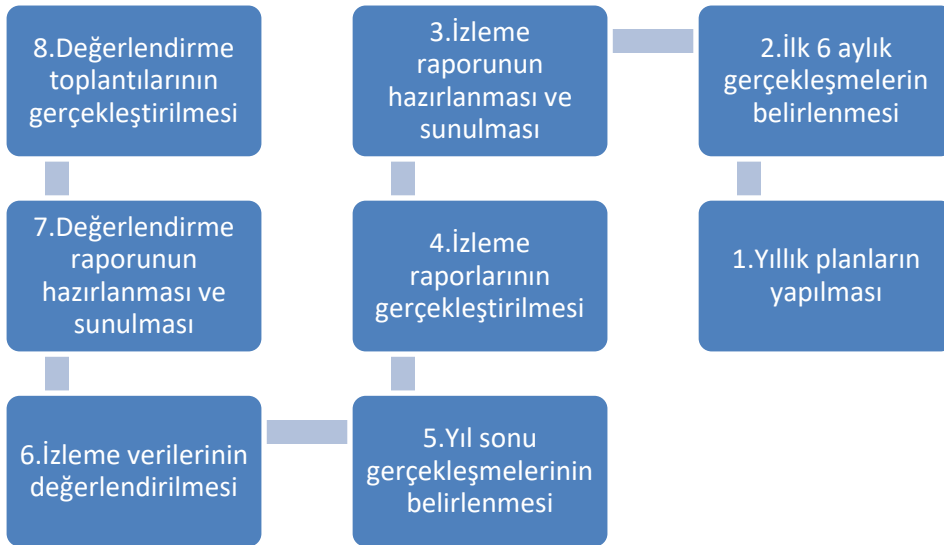 8.Değerlendirme
toplantılarının
gerçekleştirilmesi
3.İzleme
raporunun
hazırlanması ve
sunulması
2.İlk 6 aylık
gerçekleşmelerin
belirlenmesi
7.Değerlendirme
raporunun
hazırlanması ve
sunulması
4.İzleme
raporlarının
gerçekleştirilmesi
1.Yıllık planların
yapılması
6.İzleme verilerinin
değerlendirilmesi
5.Yıl sonu
gerçekleşmelerinin
belirlenmesi